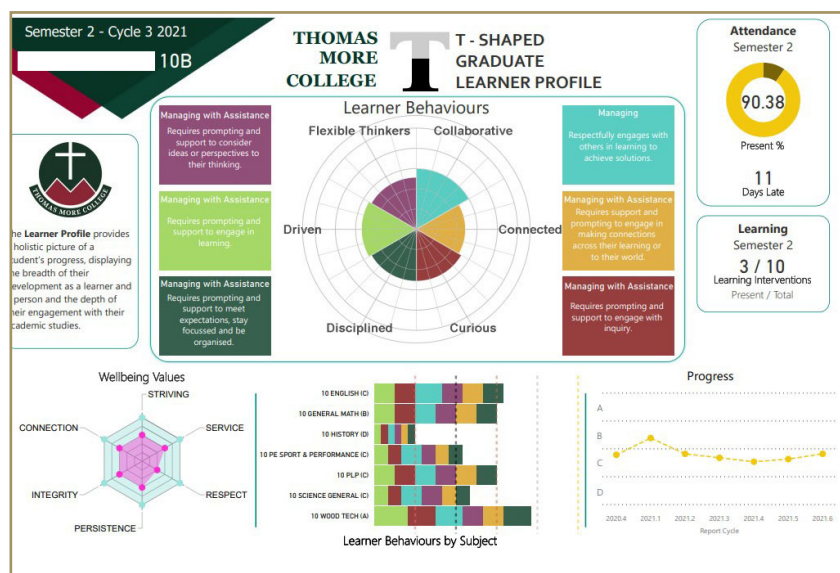 Semester 2 - Cycle 3 2021
10B
THOMAS
MORE
COLLEGE
T - SHAPED
GRADUATE
LEARNER PROFILE
THOMAS MORE COLLEGE
he Learner Profile provides
holistic picture of a
tudent's progress, displaying
he breadth of their
evelopment as a learner and
person and the depth of
heir engagement with their
cademic studies.
Learner Behaviours
Managing with Assistance
Requires prompting and
support to consider
ideas or perspectives to
their thinking.
Managing with Assistance
Requires prompting and
support to engage in
learning.
Managing with Assistance
Requires prompting and
support to meet
expectations, stay
focussed and be
organised.
Flexible Thinkers
Collaborative
Driven
Connected
Disciplined
Curious
Managing
Respectfully engages with
others in learning to
achieve solutions.
Managing with Assistance
Requires support and
prompting to engage in
making connections
across their learning or
to their world.
Managing with Assistance
Requires prompting and
support to engage with
inquiry.
Attendance
Semester 2
90.38
Present %
11
Days Late
Learning
Semester 2
3 / 10
Learning Interventions
Present / Total
Wellbeing Values
STRIVING
CONNECTION
SERVICE
INTEGRITY
RESPECT
PERSISTENCE
10 ENGLISH (C)
10 GENERAL MATH (B)
10 HISTORY (D)
10 PE SPORT & PERFORMANCE (C)
10 PLP (C)
10 SCIENCE GENERAL (C)
10 WOOD TECH (A)
Learner Behaviours by Subject
Progress
A
B
C
D
2020.4 2021.1 2021.2 2021.3 2021.4 2021.5 2021.6
Report Cycle